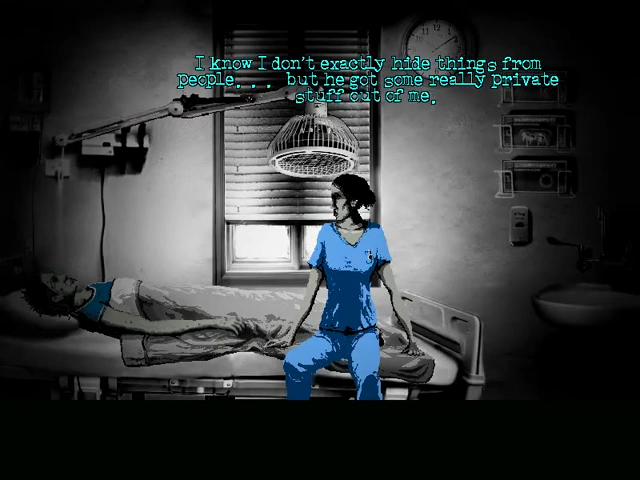 I know I don't exactly hide things from
people... but he got some really private
stuff out of me.